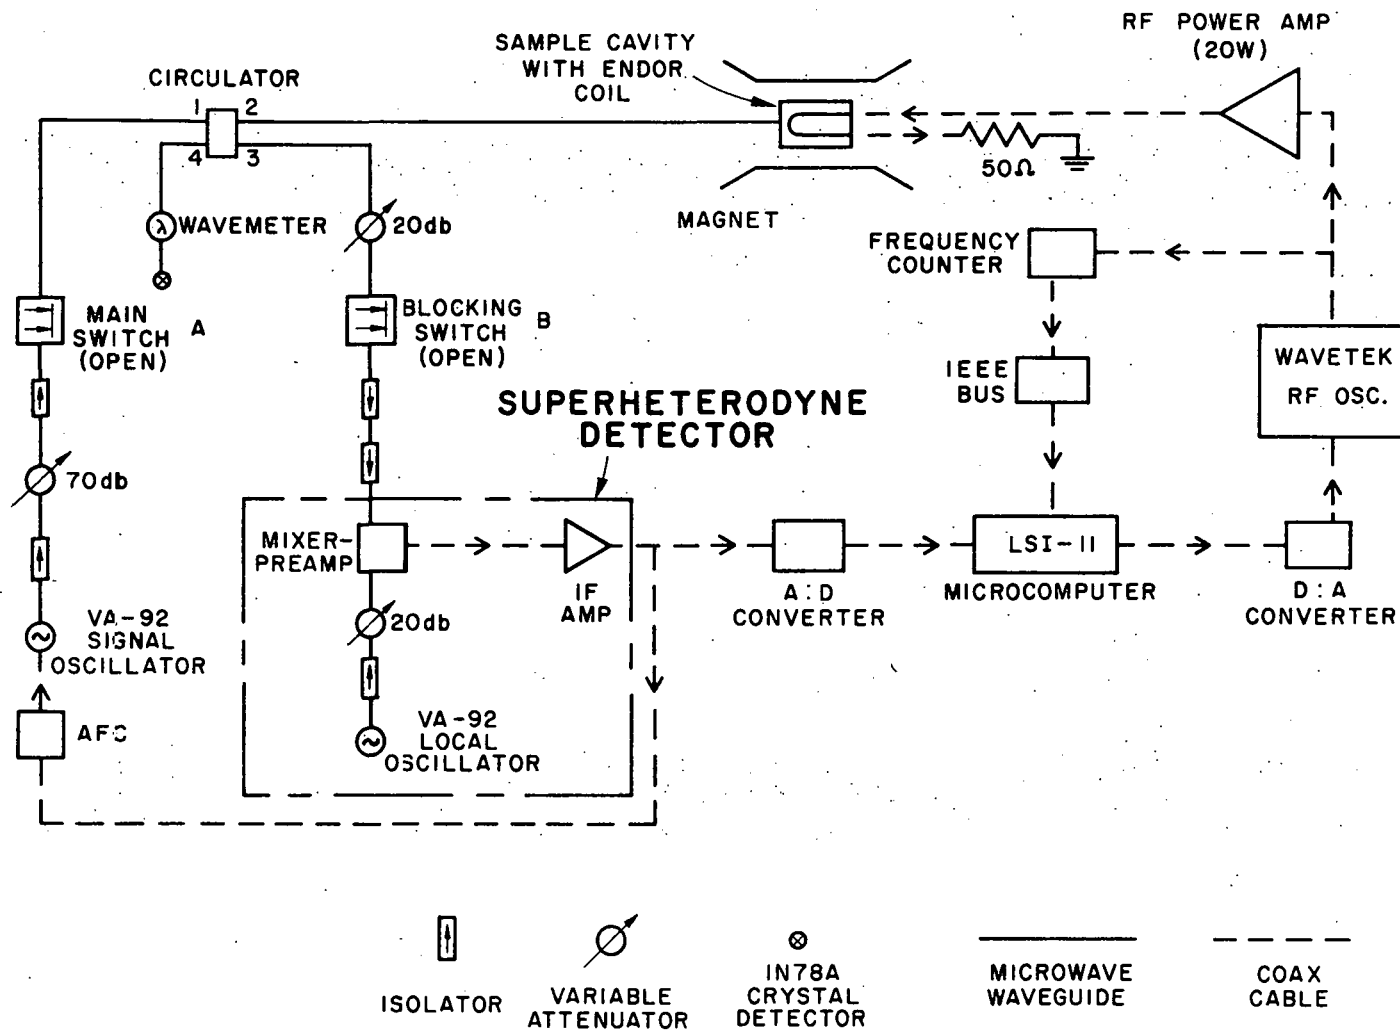 RF POWER AMP
(20W)
SAMPLE CAVITY
WITH ENDOR
COIL
CIRCULATOR
1 2
4 3
50Ω
MAGNET
λ WAVEMETER
20db
FREQUENCY
COUNTER
MAIN
SWITCH
(OPEN)
A
BLOCKING
SWITCH
(OPEN)
B
IEEE
BUS
WAVETEK
RF OSC.
SUPERHETERODYNE
DETECTOR
70db
MIXER-
PREAMP
IF
AMP
A:D
CONVERTER
LSI-11
MICROCOMPUTER
D:A
CONVERTER
VA-92
SIGNAL
OSCILLATOR
20db
AFC
VA-92
LOCAL
OSCILLATOR
ISOLATOR
VARIABLE
ATTENUATOR
IN78A
CRYSTAL
DETECTOR
MICROWAVE
WAVEGUIDE
COAX
CABLE